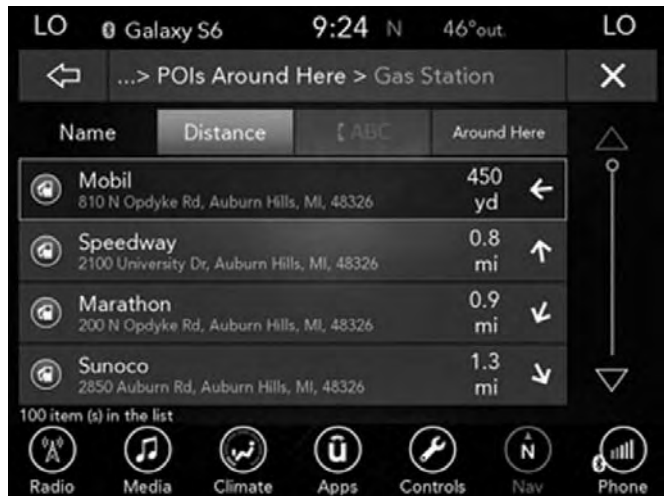 LO Galaxy S6 9:24 N 46°out. LO
...> POIs Around Here > Gas Station X
Name Distance ABC Around Here
Mobil 450
810 N Opdyke Rd, Auburn Hills, MI, 48326 yd
Speedway 0.8
2100 University Dr, Auburn Hills, MI, 48326 mi
Marathon 0.9
200 N Opdyke Rd, Auburn Hills, MI, 48326 mi
Sunoco 1.3
2850 Auburn Rd, Auburn Hills, MI, 48326 mi
100 item (s) in the list
ū N
Radio Media Climate Apps Controls Nav Phone